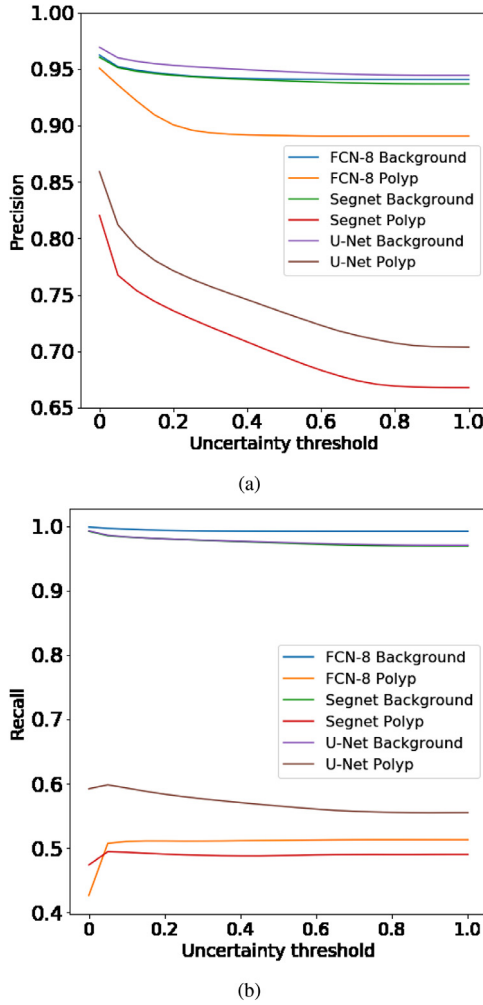 1.00
0.95
0.90
0.85
0.80
0.75
0.70
0.65
Precision
FCN-8 Background
FCN-8 Polyp
Segnet Background
Segnet Polyp
U-Net Background
U-Net Polyp
0 0.2 0.4 0.6 0.8 1.0
Uncertainty threshold
(a)
1.0
0.9
0.8
0.7
0.6
0.5
0.4
Recall
FCN-8 Background
FCN-8 Polyp
Segnet Background
Segnet Polyp
U-Net Background
U-Net Polyp
0 0.2 0.4 0.6 0.8 1.0
Uncertainty threshold
(b)